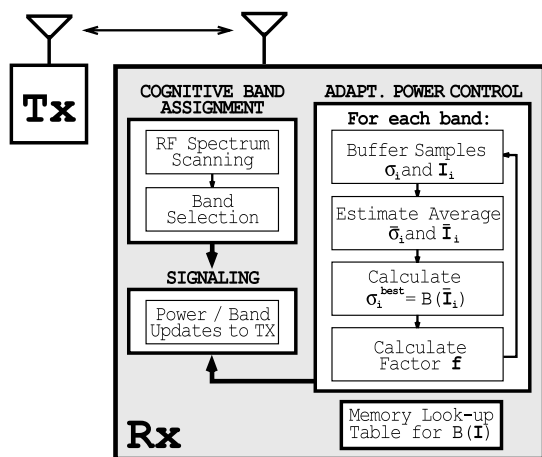 Tx
COGNITIVE BAND
ASSIGNMENT
RF Spectrum
Scanning
Band
Selection
SIGNALING
Power / Band
Updates to TX
ADAPT. POWER CONTROL
For each band:
Buffer Samples
σᵢ and Iᵢ
Estimate Average
σ̄ᵢ and Īᵢ
Calculate
σᵢᵇᵉˢᵗ = B(Īᵢ)
Calculate
Factor f
Memory Look-up
Table for B(I)
Rx